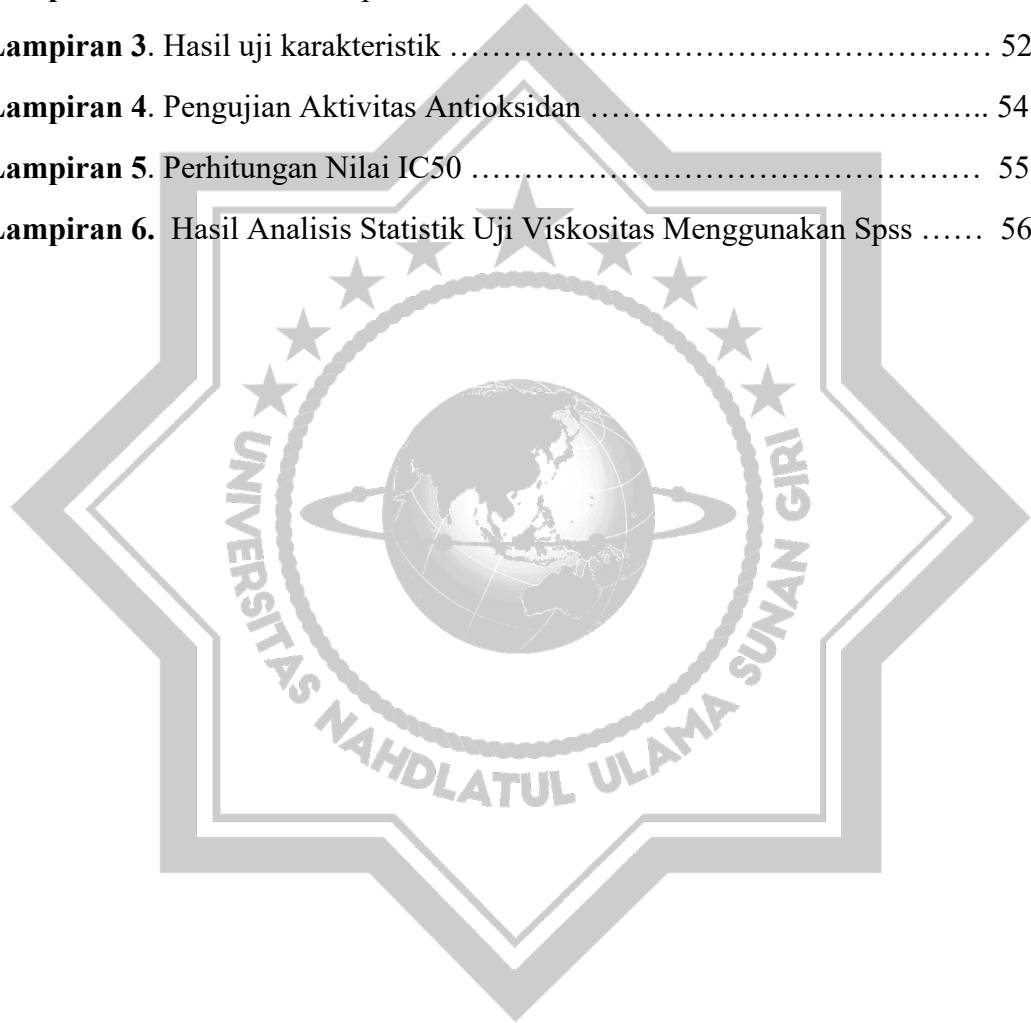 Lampiran 3. Hasil uji karakteristik ………………………………………………… 52
Lampiran 4. Pengujian Aktivitas Antioksidan ……………………………….. 54
Lampiran 5. Perhitungan Nilai IC50 …………………………………………… 55
Lampiran 6. Hasil Analisis Statistik Uji Viskositas Menggunakan Spss …… 56
UNIVERSITAS NAHDLATUL ULAMA SUNAN GIRI